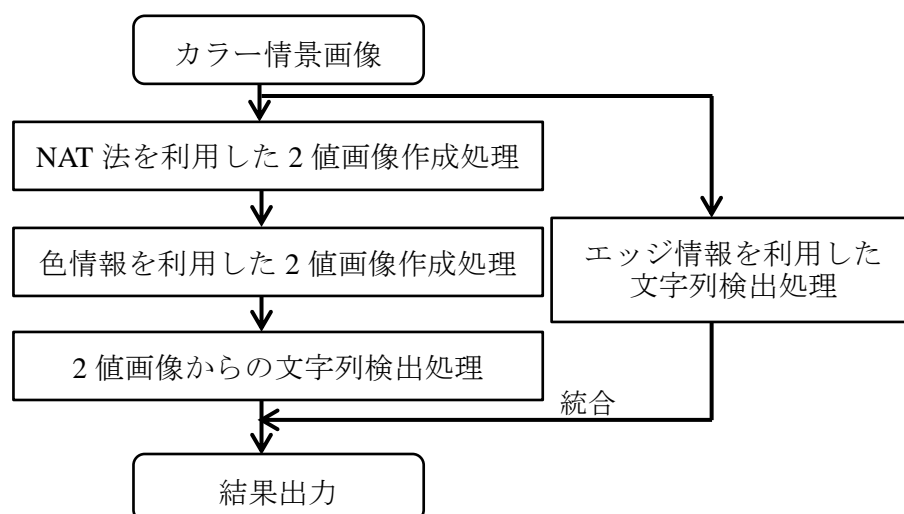 カラー情景画像
NAT 法を利用した 2 値画像作成処理
色情報を利用した 2 値画像作成処理
エッジ情報を利用した
文字列検出処理
2 値画像からの文字列検出処理
統合
結果出力